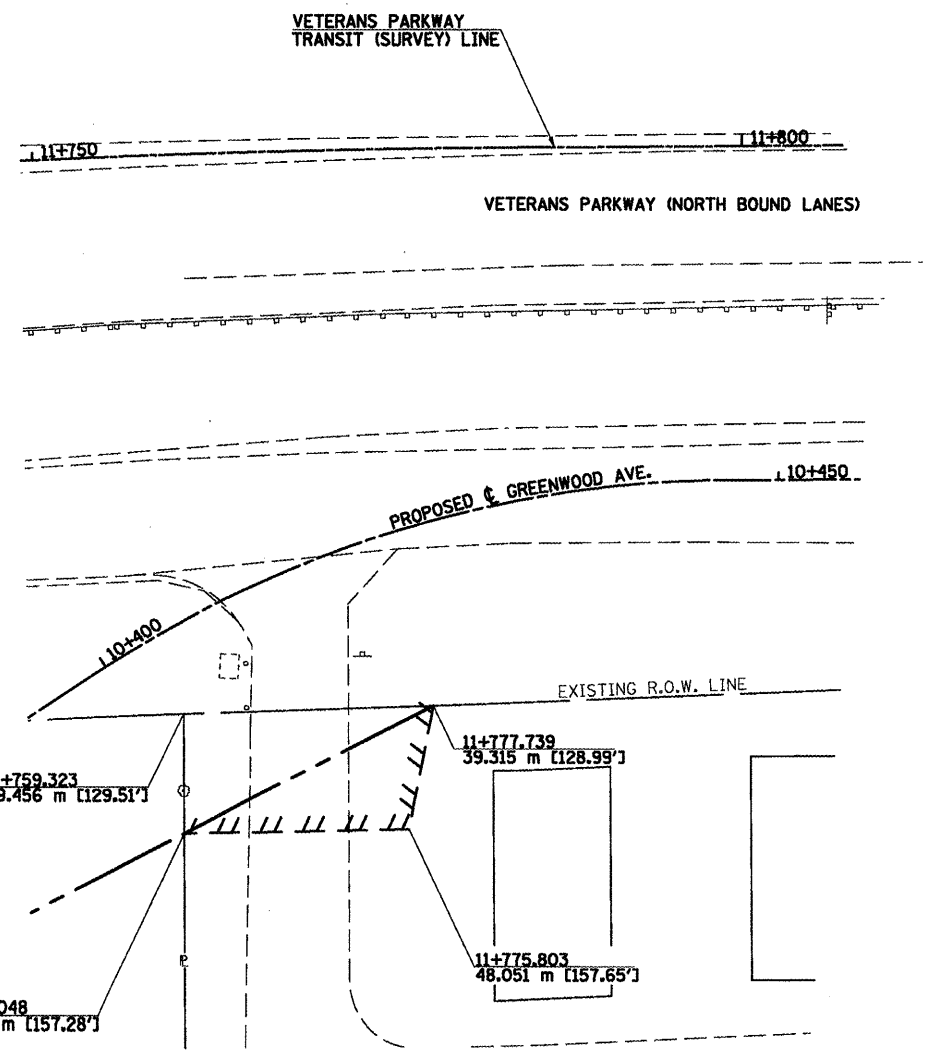 VETERANS PARKWAY
TRANSIT (SURVEY) LINE
11+750
11+800
VETERANS PARKWAY (NORTH BOUND LANES)
PROPOSED ℄ GREENWOOD AVE.
10+450
10+400
EXISTING R.O.W. LINE
11+777.739
39.315 m [128.99']
+759.323
9.456 m [129.51']
11+775.803
48.051 m [157.65']
℞
048
m [157.28']